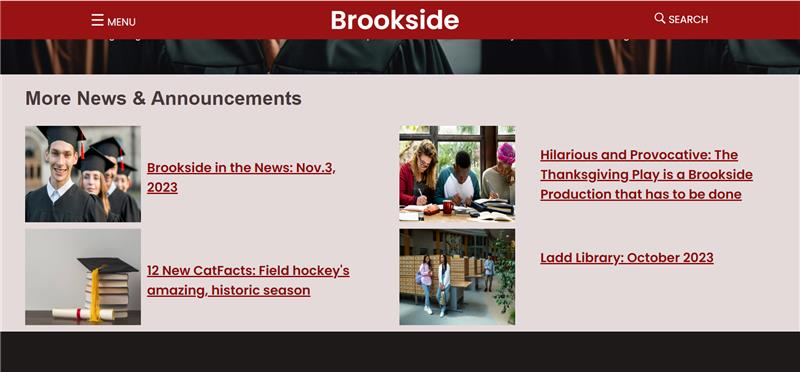 MENU
Brookside
SEARCH
More News & Announcements
Brookside in the News: Nov.3,
2023
Hilarious and Provocative: The
Thanksgiving Play is a Brookside
Production that has to be done
12 New CatFacts: Field hockey's
amazing, historic season
Ladd Library: October 2023